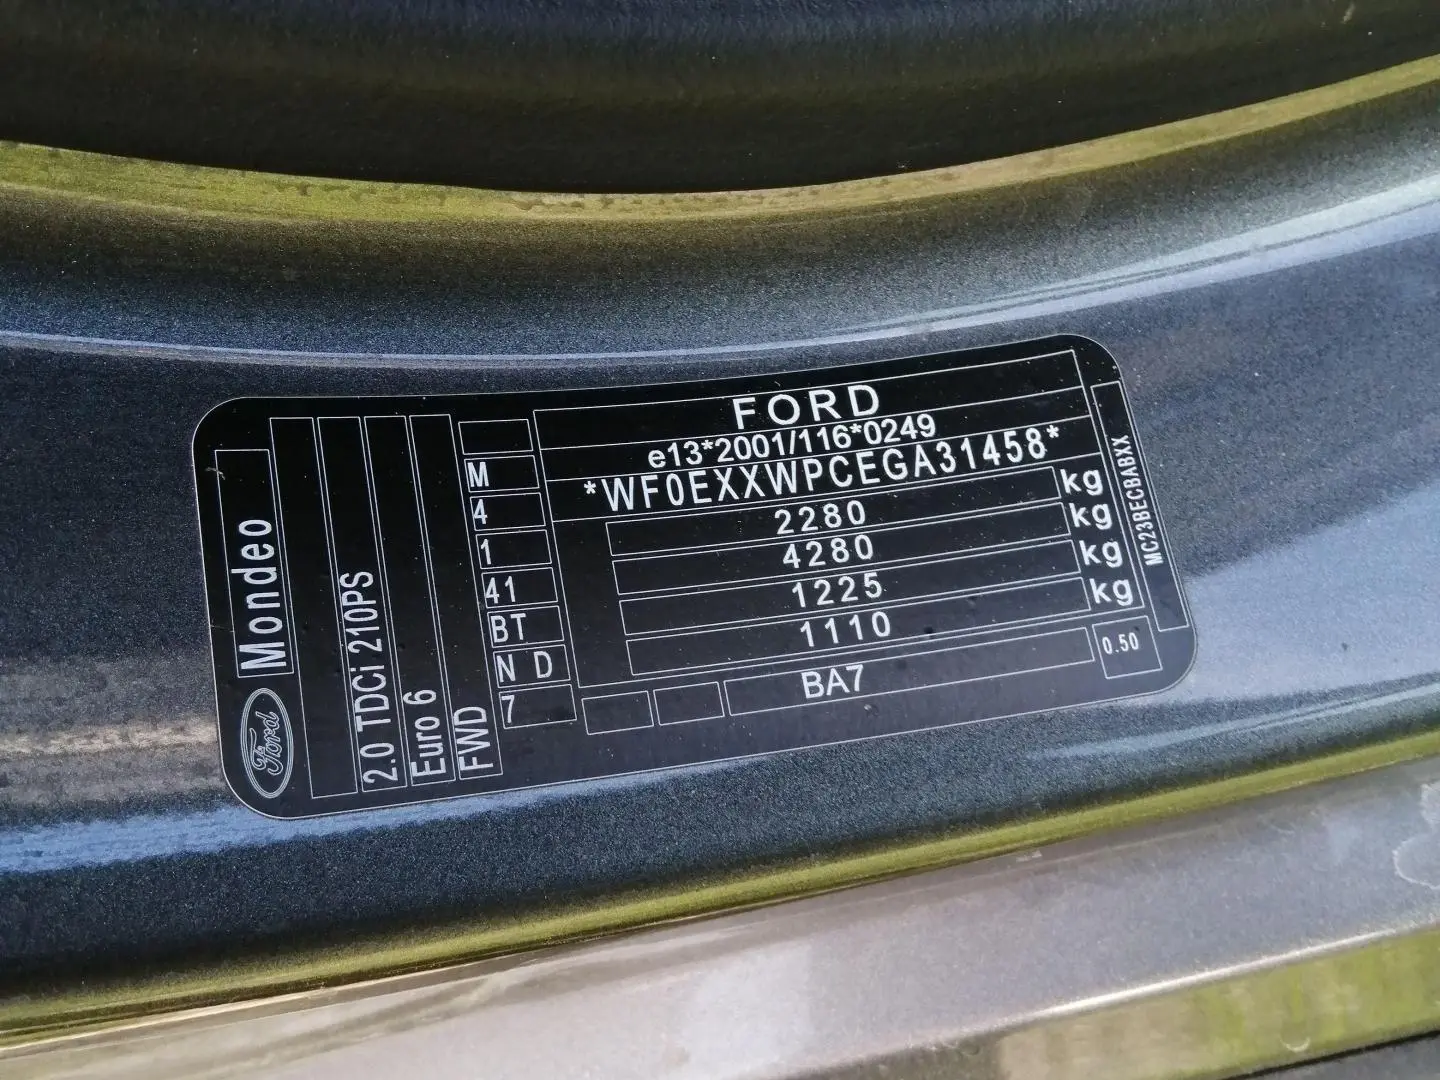 FORD
e13*2001/116*0249
*WF0EXXWPCEGA31458*
2280 kg
4280 kg
1225 kg
1110 kg
BA7
0.50
MC23BECBABXX
M
4
1
41
BT
N D
7
Ford
Mondeo
2.0 TDCi 210PS
Euro 6
FWD